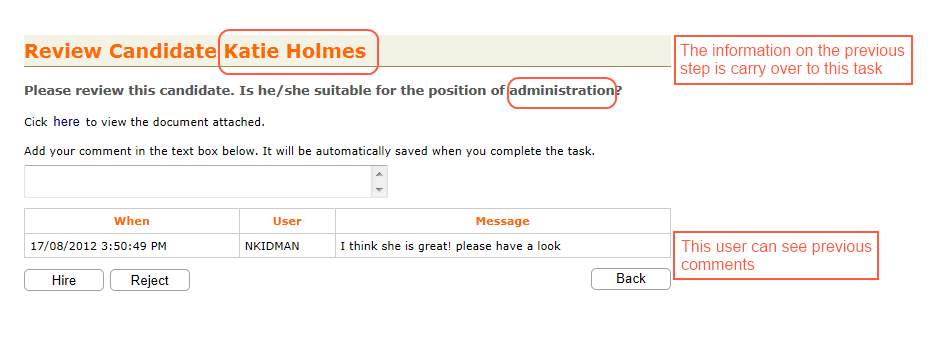 Review Candidate Katie Holmes
The information on the previous
step is carry over to this task
Please review this candidate. Is he/she suitable for the position of administration?
Cick here to view the document attached.
Add your comment in the text box below. It will be automatically saved when you complete the task.
When User Message
17/08/2012 3:50:49 PM NKIDMAN I think she is great! please have a look
This user can see previous
comments
Hire Reject Back